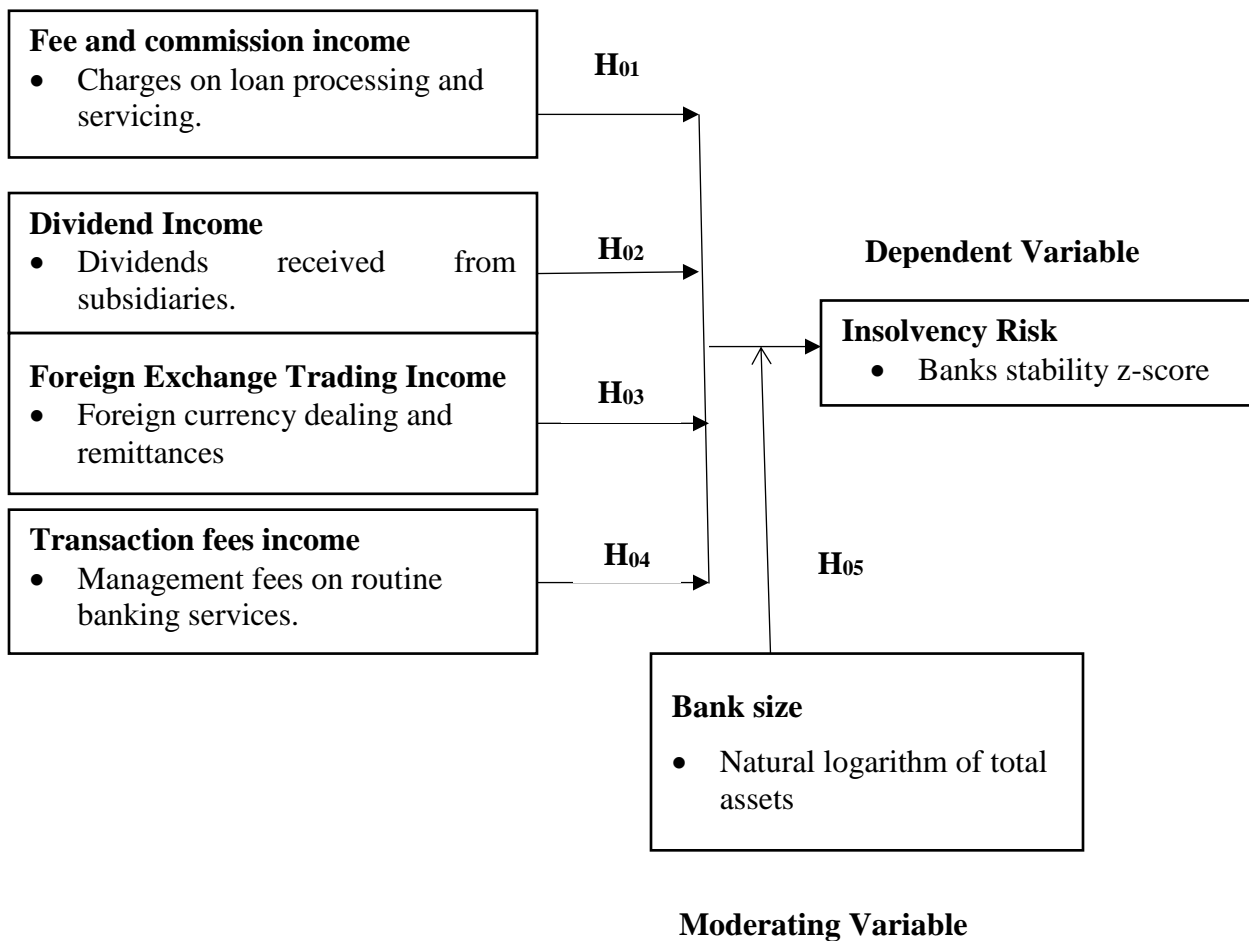 Fee and commission income
• Charges on loan processing and
servicing.
H01
Dividend Income
• Dividends received from
subsidiaries.
H02
Foreign Exchange Trading Income
• Foreign currency dealing and
remittances
H03
Transaction fees income
• Management fees on routine
banking services.
H04
Dependent Variable
Insolvency Risk
• Banks stability z-score
H05
Bank size
• Natural logarithm of total
assets
Moderating Variable